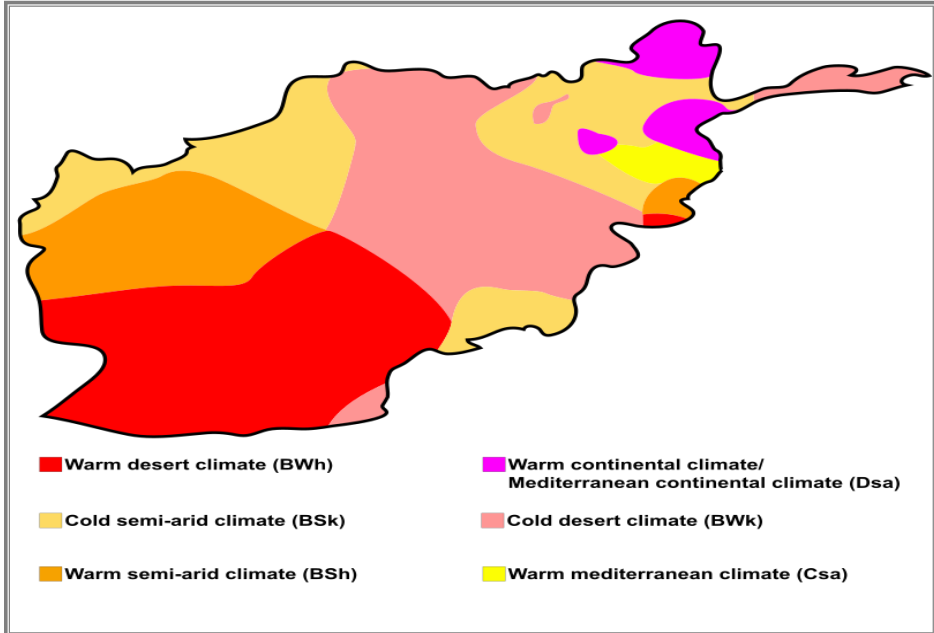 Warm desert climate (BWh)
Cold semi-arid climate (BSk)
Warm semi-arid climate (BSh)
Warm continental climate/
Mediterranean continental climate (Dsa)
Cold desert climate (BWk)
Warm mediterranean climate (Csa)